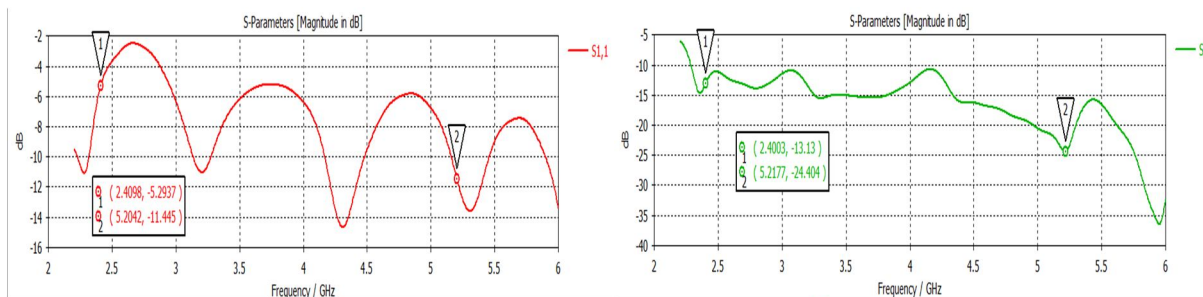 S-Parameters [Magnitude in dB]
-2
-4
-6
-8
-10
-12
-14
-16
dB
1
2
S1,1
1 ( 2.4098, -5.2937 )
2 ( 5.2042, -11.445 )
2 2.5 3 3.5 4 4.5 5 5.5 6
Frequency / GHz
S-Parameters [Magnitude in dB]
-5
-10
-15
-20
-25
-30
-35
-40
dB
1
2
S
1 ( 2.4003, -13.13 )
2 ( 5.2177, -24.404 )
2 2.5 3 3.5 4 4.5 5 5.5 6
Frequency / GHz